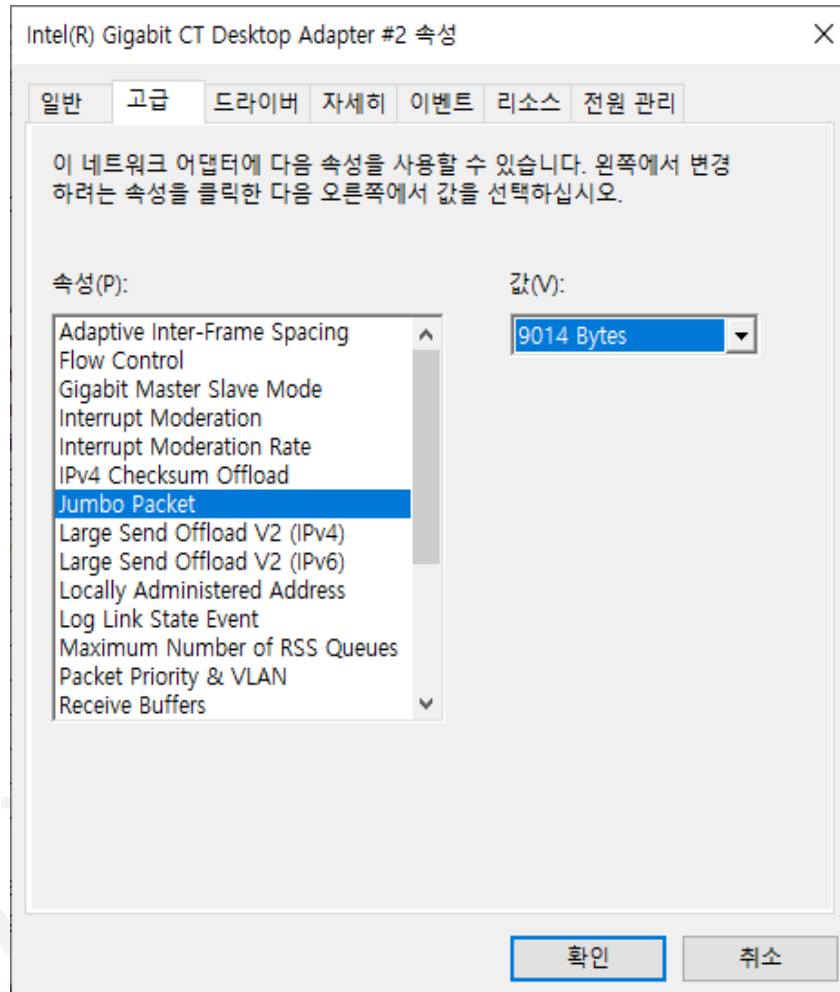 Intel(R) Gigabit CT Desktop Adapter #2 속성
일반 고급 드라이버 자세히 이벤트 리소스 전원 관리
이 네트워크 어댑터에 다음 속성을 사용할 수 있습니다. 왼쪽에서 변경
하려는 속성을 클릭한 다음 오른쪽에서 값을 선택하십시오.
속성(P): 값(V):
Adaptive Inter-Frame Spacing 9014 Bytes
Flow Control
Gigabit Master Slave Mode
Interrupt Moderation
Interrupt Moderation Rate
IPv4 Checksum Offload
Jumbo Packet
Large Send Offload V2 (IPv4)
Large Send Offload V2 (IPv6)
Locally Administered Address
Log Link State Event
Maximum Number of RSS Queues
Packet Priority & VLAN
Receive Buffers
확인 취소